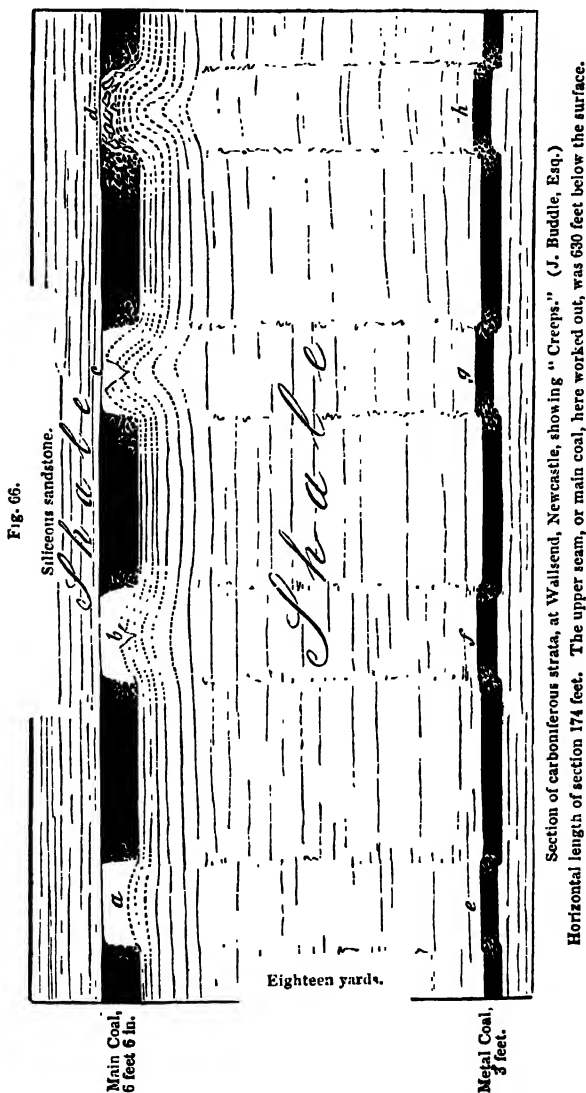 Fig. 66.
Siliceous sandstone.
Shale
Main Coal,
6 feet 6 in.
a
b
c
d
Shale
Eighteen yards.
Metal Coal,
3 feet.
e
f
g
h
Section of carboniferous strata, at Wallsend, Newcastle, showing "Creeps." (J. Buddle, Esq.)
Horizontal length of section 174 feet. The upper seam, or main coal, here worked out, was 630 feet below the surface.